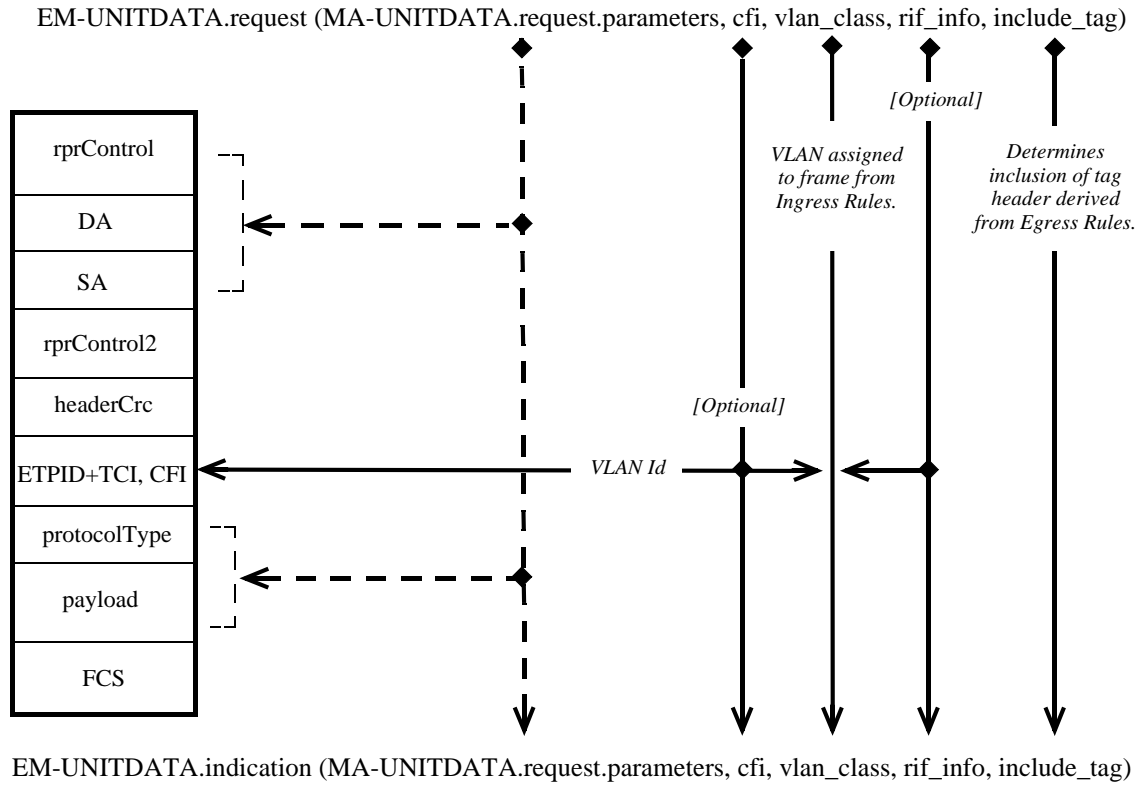 EM-UNITDATA.request (MA-UNITDATA.request.parameters, cfi, vlan_class, rif_info, include_tag)
[Optional]
rprControl
DA
SA
rprControl2
headerCrc
ETPID+TCI, CFI
protocolType
payload
FCS
VLAN assigned
to frame from
Ingress Rules.
Determines
inclusion of tag
header derived
from Egress Rules.
[Optional]
VLAN Id
EM-UNITDATA.indication (MA-UNITDATA.request.parameters, cfi, vlan_class, rif_info, include_tag)